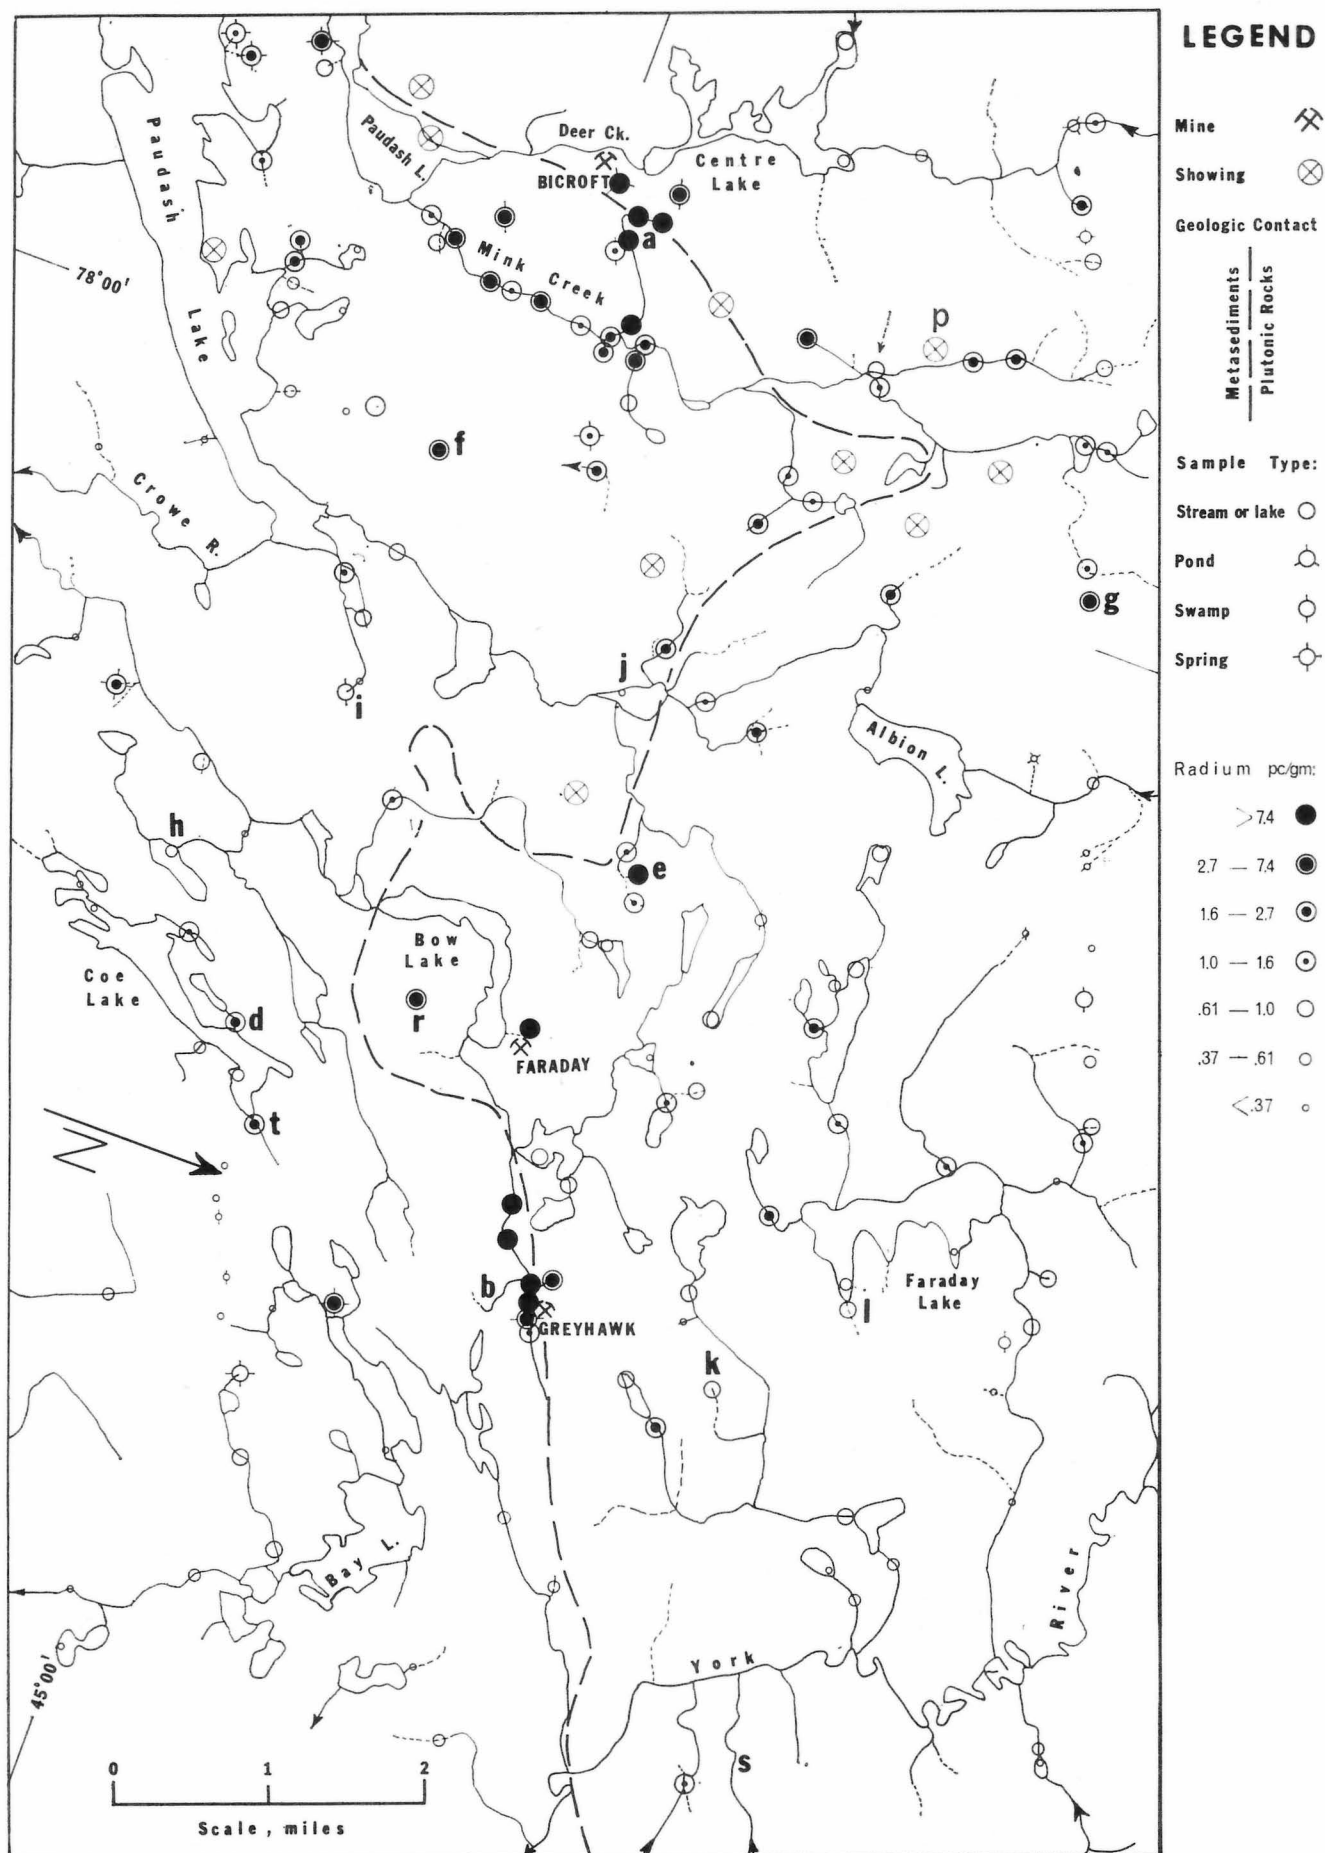 LEGEND
Mine
Showing
Geologic Contact
Metasediments
Plutonic Rocks
Sample Type:
Stream or lake
Pond
Swamp
Spring
Radium pc/gm:
>7.4
2.7 — 7.4
1.6 — 2.7
1.0 — 1.6
.61 — 1.0
.37 — .61
<.37
Paudash
Lake
Paudash L.
Deer Ck.
BICROFT
Centre
Lake
a
Mink Creek
78°00'
p
f
Crowe R.
g
j
i
Albion L.
h
e
Bow
Lake
Coe
Lake
r
d
FARADAY
t
N
b
GREYHAWK
Faraday
Lake
l
k
Bay L.
River
York
45°00'
s
0 1 2
Scale, miles